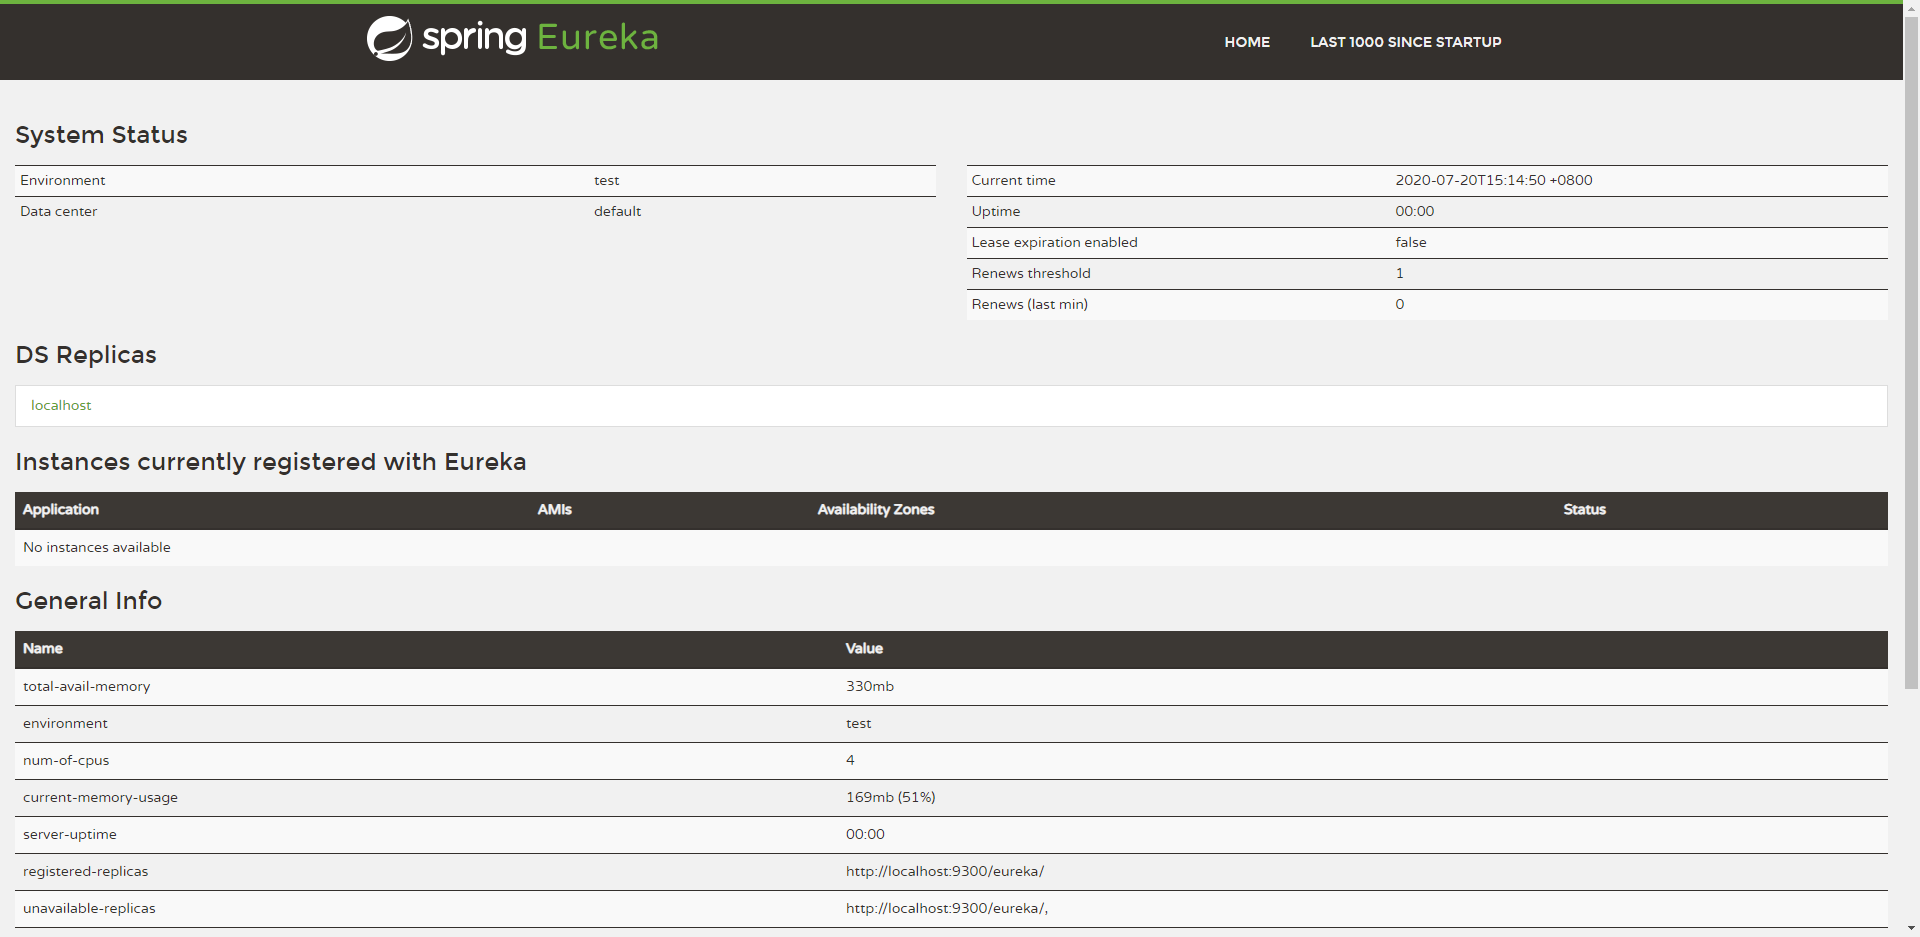 spring Eureka
HOME LAST 1000 SINCE STARTUP
System Status
Environment test
Data center default
Current time 2020-07-20T15:14:50 +0800
Uptime 00:00
Lease expiration enabled false
Renews threshold 1
Renews (last min) 0
DS Replicas
localhost
Instances currently registered with Eureka
Application AMIs Availability Zones Status
No instances available
General Info
Name Value
total-avail-memory 330mb
environment test
num-of-cpus 4
current-memory-usage 169mb (51%)
server-uptime 00:00
registered-replicas http://localhost:9300/eureka/
unavailable-replicas http://localhost:9300/eureka/,